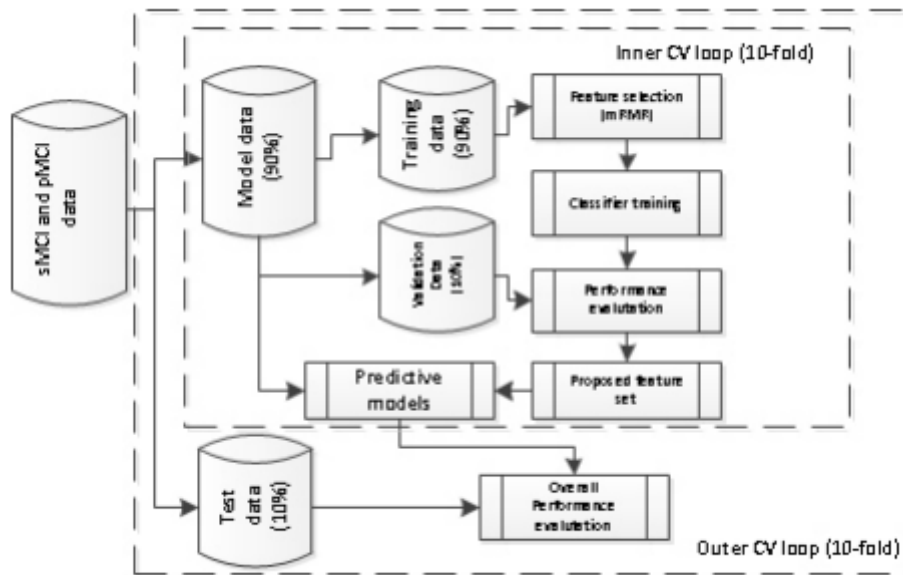 Inner CV loop (10-fold)
sMCI and pMCI
data
Model data
(90%)
Training
data
(90%)
Feature selection
(mRMR)
Classifier training
Validation
Data
(10%)
Performance
evalutation
Predictive
models
Proposed feature
set
Test
data
(10%)
Overall
Performance
evalutation
Outer CV loop (10-fold)